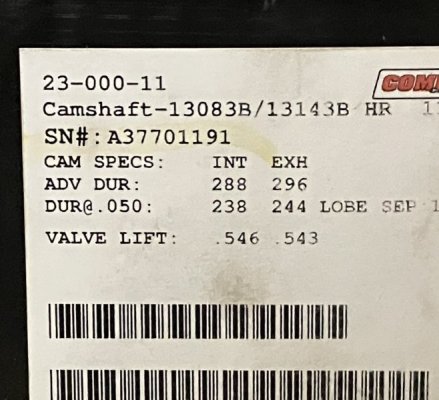 23-000-11
COMP
Camshaft-13083B/13143B HR
SN#: A37701191
CAM SPECS: INT EXH
ADV DUR: 288 296
DUR@.050: 238 244 LOBE SEP
VALVE LIFT: .546 .543